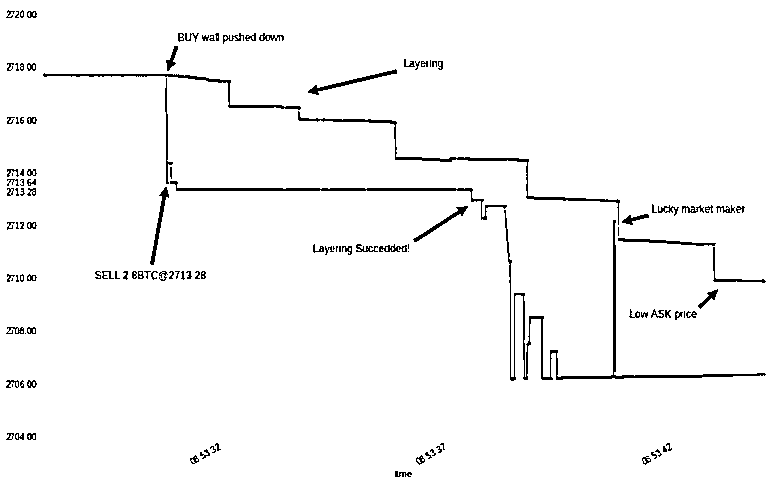 2720 00
BUY wall pushed down
2718 00
Layering
2716 00
2714 00
2713 64
2713 28
2712 00
Lucky market maker
Layering Succedded!
SELL 2 6BTC@2713 28
2710 00
Low ASK price
2708 00
2706 00
2704 00
08 53 32
08 53 37
08 53 42
time